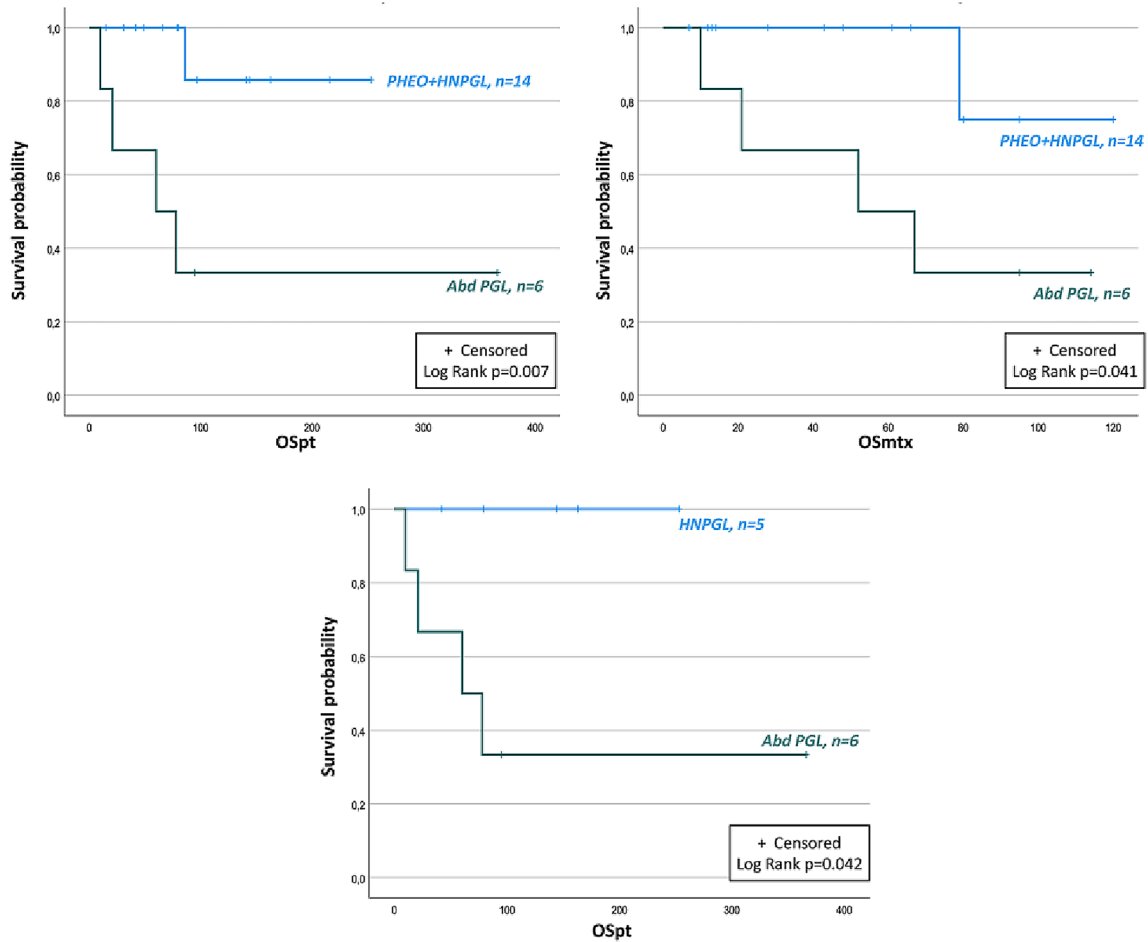 1,0
0,8
0,6
0,4
0,2
0,0
Survival probability
PHEO+HNPGL, n=14
Abd PGL, n=6
+ Censored
Log Rank p=0.007
0 100 200 300 400
OSpt
1,0
0,8
0,6
0,4
0,2
0,0
Survival probability
PHEO+HNPGL, n=14
Abd PGL, n=6
+ Censored
Log Rank p=0.041
0 20 40 60 80 100 120
OSmtx
1,0
0,8
0,6
0,4
0,2
0,0
Survival probability
HNPGL, n=5
Abd PGL, n=6
+ Censored
Log Rank p=0.042
0 100 200 300 400
OSpt